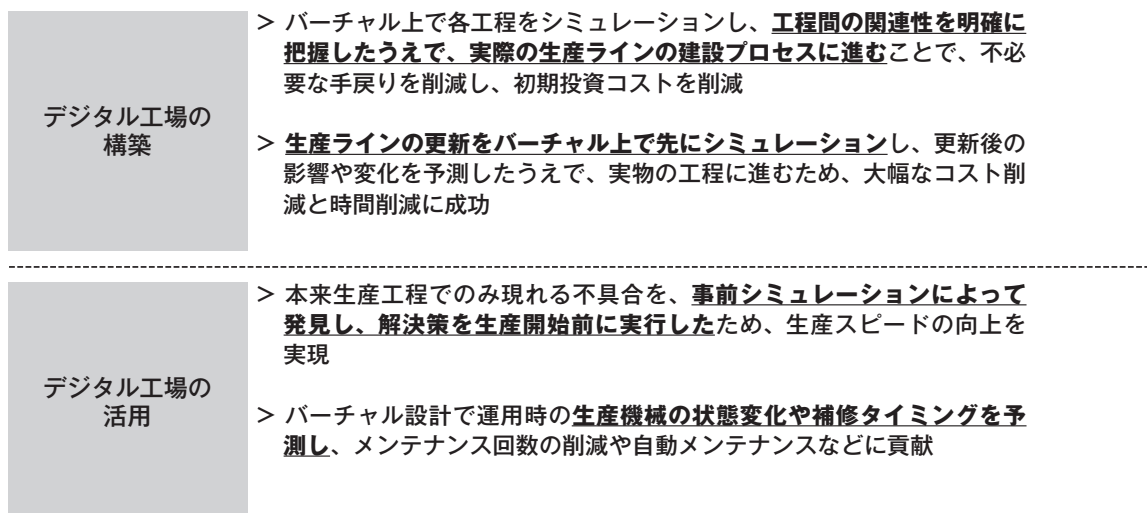 デジタル工場の
構築
> バーチャル上で各工程をシミュレーションし、工程間の関連性を明確に
把握したうえで、実際の生産ラインの建設プロセスに進むことで、不必
要な手戻りを削減し、初期投資コストを削減
> 生産ラインの更新をバーチャル上で先にシミュレーションし、更新後の
影響や変化を予測したうえで、実物の工程に進むため、大幅なコスト削
減と時間削減に成功
デジタル工場の
活用
> 本来生産工程でのみ現れる不具合を、事前シミュレーションによって
発見し、解決策を生産開始前に実行したため、生産スピードの向上を
実現
> バーチャル設計で運用時の生産機械の状態変化や補修タイミングを予
測し、メンテナンス回数の削減や自動メンテナンスなどに貢献